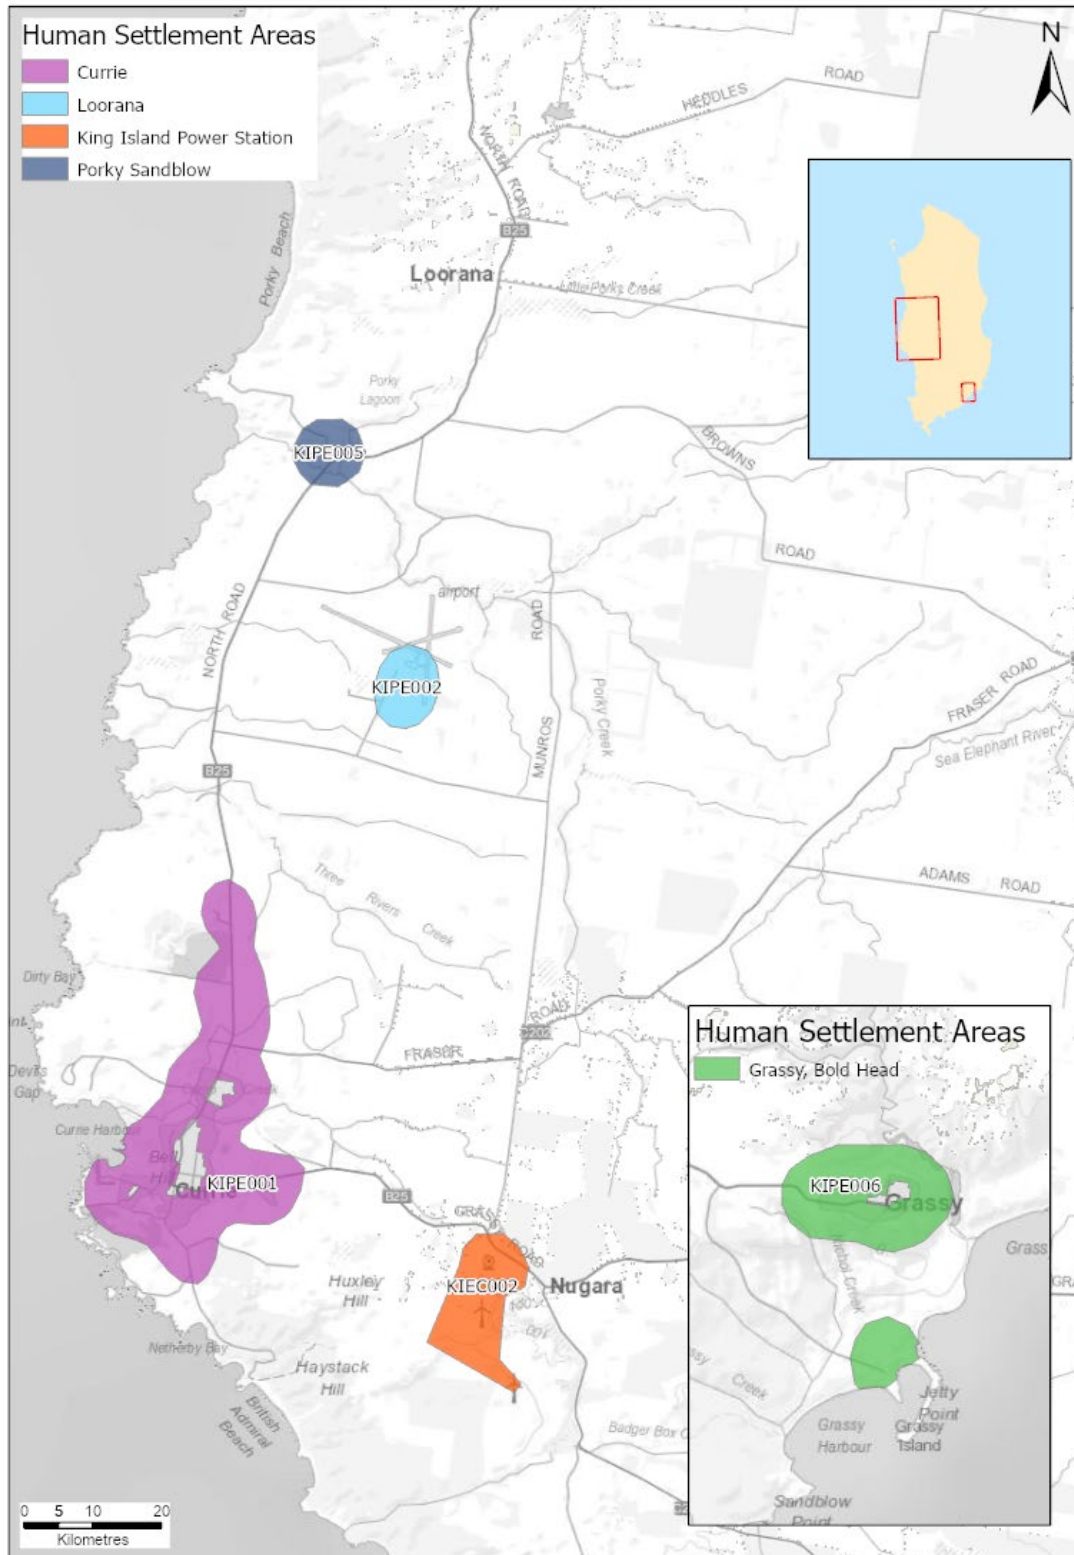 Human Settlement Areas
Currie
Loorana
King Island Power Station
Porky Sandblow
N
ROAD
HEDDLES
NORTH ROAD
B25
Porky Beach
Loorana
Little Porky Creek
Porky
Lagoon
KIPE005
BROWNS
ROAD
NORTH ROAD
airport
ROAD
KIPE002
Porky Creek
FRASER ROAD
Sea Elephant River
MUNROS
B25
Three
Rivers
Creek
ADAMS ROAD
Dirty Bay
ROAD
C202
FRASER
Devils
Gap
Currie Harbour
KIPE001
Currie
B25
ROAD
KIEC002
Nugara
Huxley
Hill
Netherby Bay
Haystack
Hill
British
Admiral
Beach
Badger Box
0 5 10 20
Kilometres
Human Settlement Areas
Grassy, Bold Head
KIPE006
Grassy
Grassy
Creek
Jetty
Point
Grassy
Harbour
Grassy
Island
Sandblow
Point